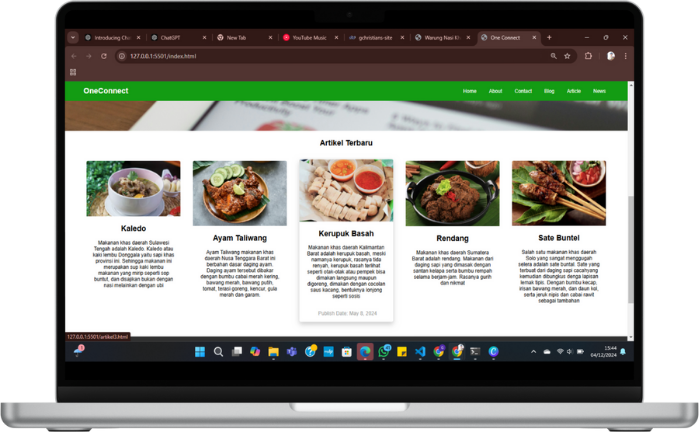 Introducing Cha
ChatGPT
New Tab
YouTube Music
gchristians-site
Warung Nasi Kh
One Connect
127.0.0.1:5501/index.html
OneConnect
Home
About
Contact
Blog
Article
News
Productivity
Artikel Terbaru
Kaledo
Makanan khas daerah Sulawesi
Tengah adalah Kaledo. Kaledo atau
kaki lembu Donggala yaitu sapi khas
provinsi ini. Sehingga makanan ini
merupakan sup kaki lembu
makanan yang mirip seperti sop
buntut, dan disajikan bukan dengan
nasi melainkan dengan ubi.
Ayam Taliwang
Ayam Taliwang makanan khas
daerah Nusa Tenggara Barat ini
berbahan dasar daging ayam.
Daging ayam tersebut dibakar
dengan bumbu cabai merah kering,
bawang merah, bawang putih,
tomat, terasi goreng, kencur, gula
merah dan garam.
Kerupuk Basah
Makanan khas daerah Kalimantan
Barat adalah kerupuk basah, meski
namanya kerupuk, rasanya tida
renyah, kerupuk basah terlihat
seperti otak-otak atau pempek bisa
dimakan langsung maupun
digoreng, dimakan dengan cocolan
saus kacang, bentuknya lonjong
seperti sosis
Publish Date: May 8, 2024
Rendang
Makanan khas daerah Sumatera
Barat adalah rendang. Makanan dari
daging sapi yang dimasak dengan
santan kelapa serta bumbu rempah
selama berjam-jam. Rasanya gurih
dan nikmat
Sate Buntel
Salah satu makanan khas daerah
Solo yang sangat menggugah
selera adalah sate buntal. Sate yang
terbuat dari daging sapi cacahyang
kemudian dibungkus denga lapisan
lemak tipis. Dengan bumbu kecap,
irisan bawang merah, dan daun kol,
serta jeruk nipis dan cabai rawit
sebagai tambahan
127.0.0.1:5501/artikel3.html
15:44
04/12/2024